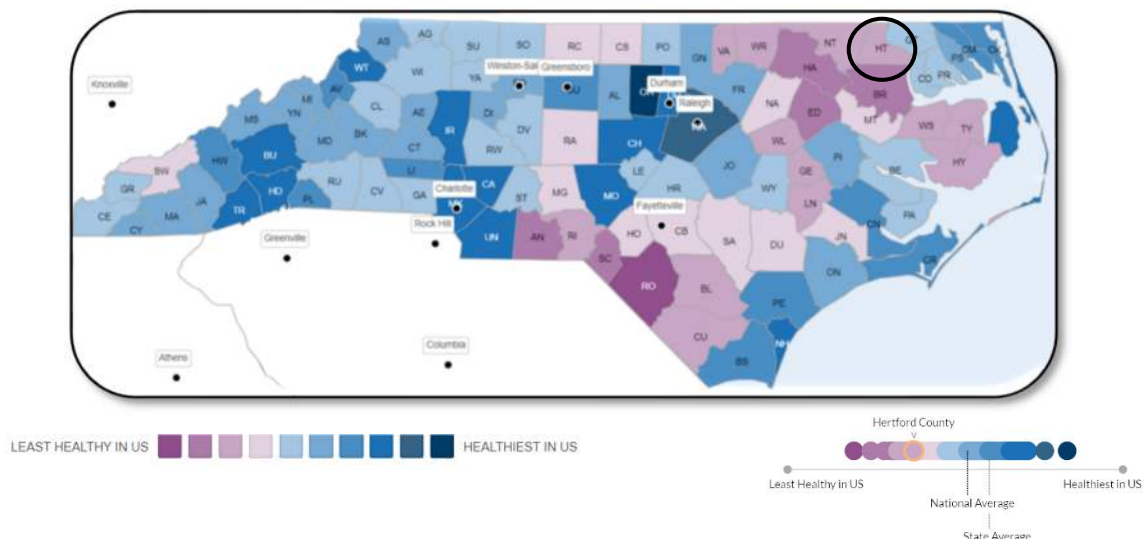 AS AG SU SO RC CS PO GN VA WR NT HT
WT WI YA Winston-Sal Greensboro Durham Raleigh HA
Knoxville
AV CL AL FR BR CO PR
MI YN MS AE DI
MD BK CT IR DV RW RA CH NA ED MT WS TY
SW HW BU WL HY
GR JA HD RU CV GA LI Charlotte CA ST MG MO LE HR JO WY PI BE GE
CE MA CY TR PL LN CN PA
Rock Hill UN AN RI HO Fayetteville CB SA DU JN
Greenville SC ON CR
RO BL PE
CU NH
Columbia BS
Athens
LEAST HEALTHY IN US HEALTHIEST IN US
Hertford County
Least Healthy in US Healthiest in US
National Average
State Average